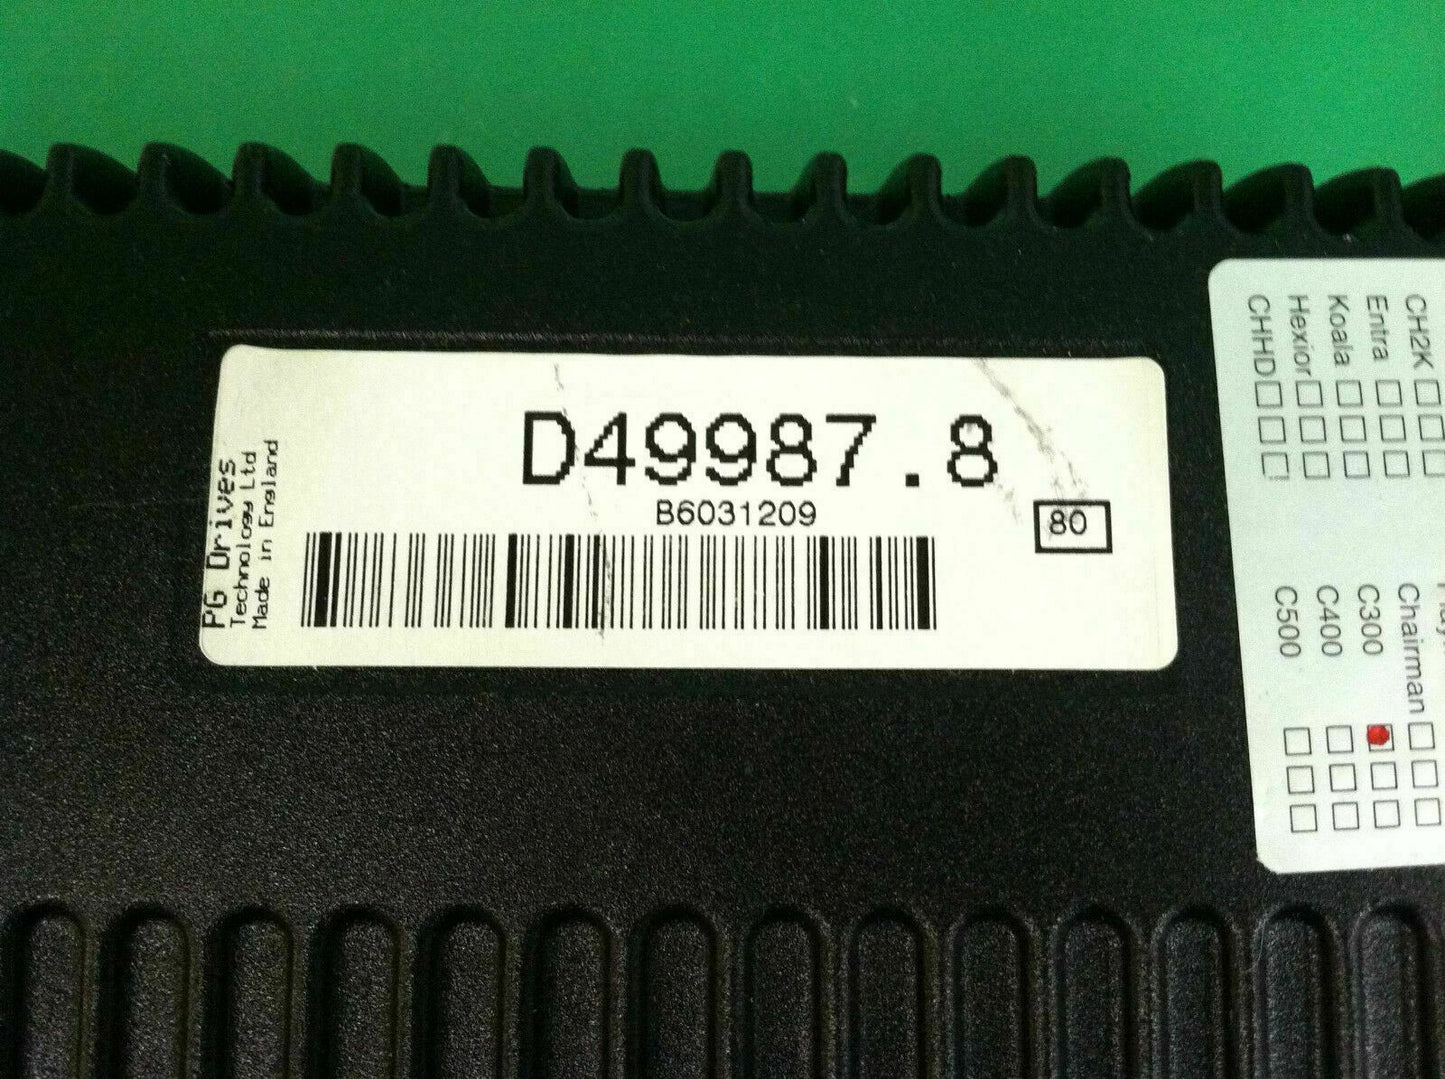 PG Drives
Technology Ltd
Made in England
D49987.8
B6031209
80
CH2K
Entra
Koala
Hexior
CHHD
Chairman
C300
C400
C500